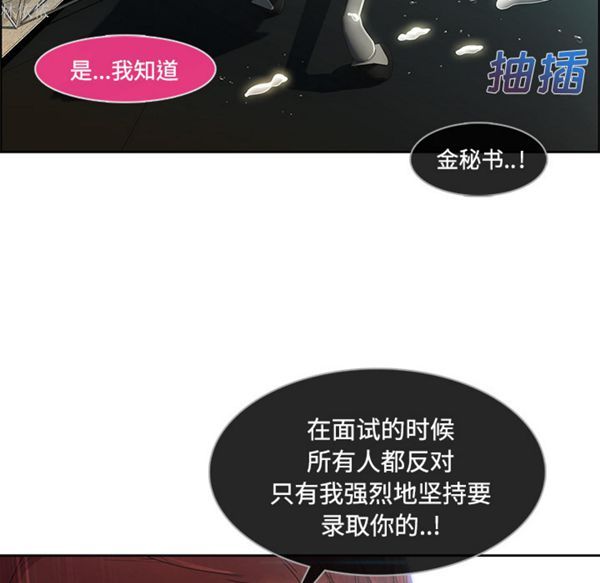 是...我知道
抽插
金秘书..!
在面试的时候
所有人都反对
只有我强烈地坚持要
录取你的..!